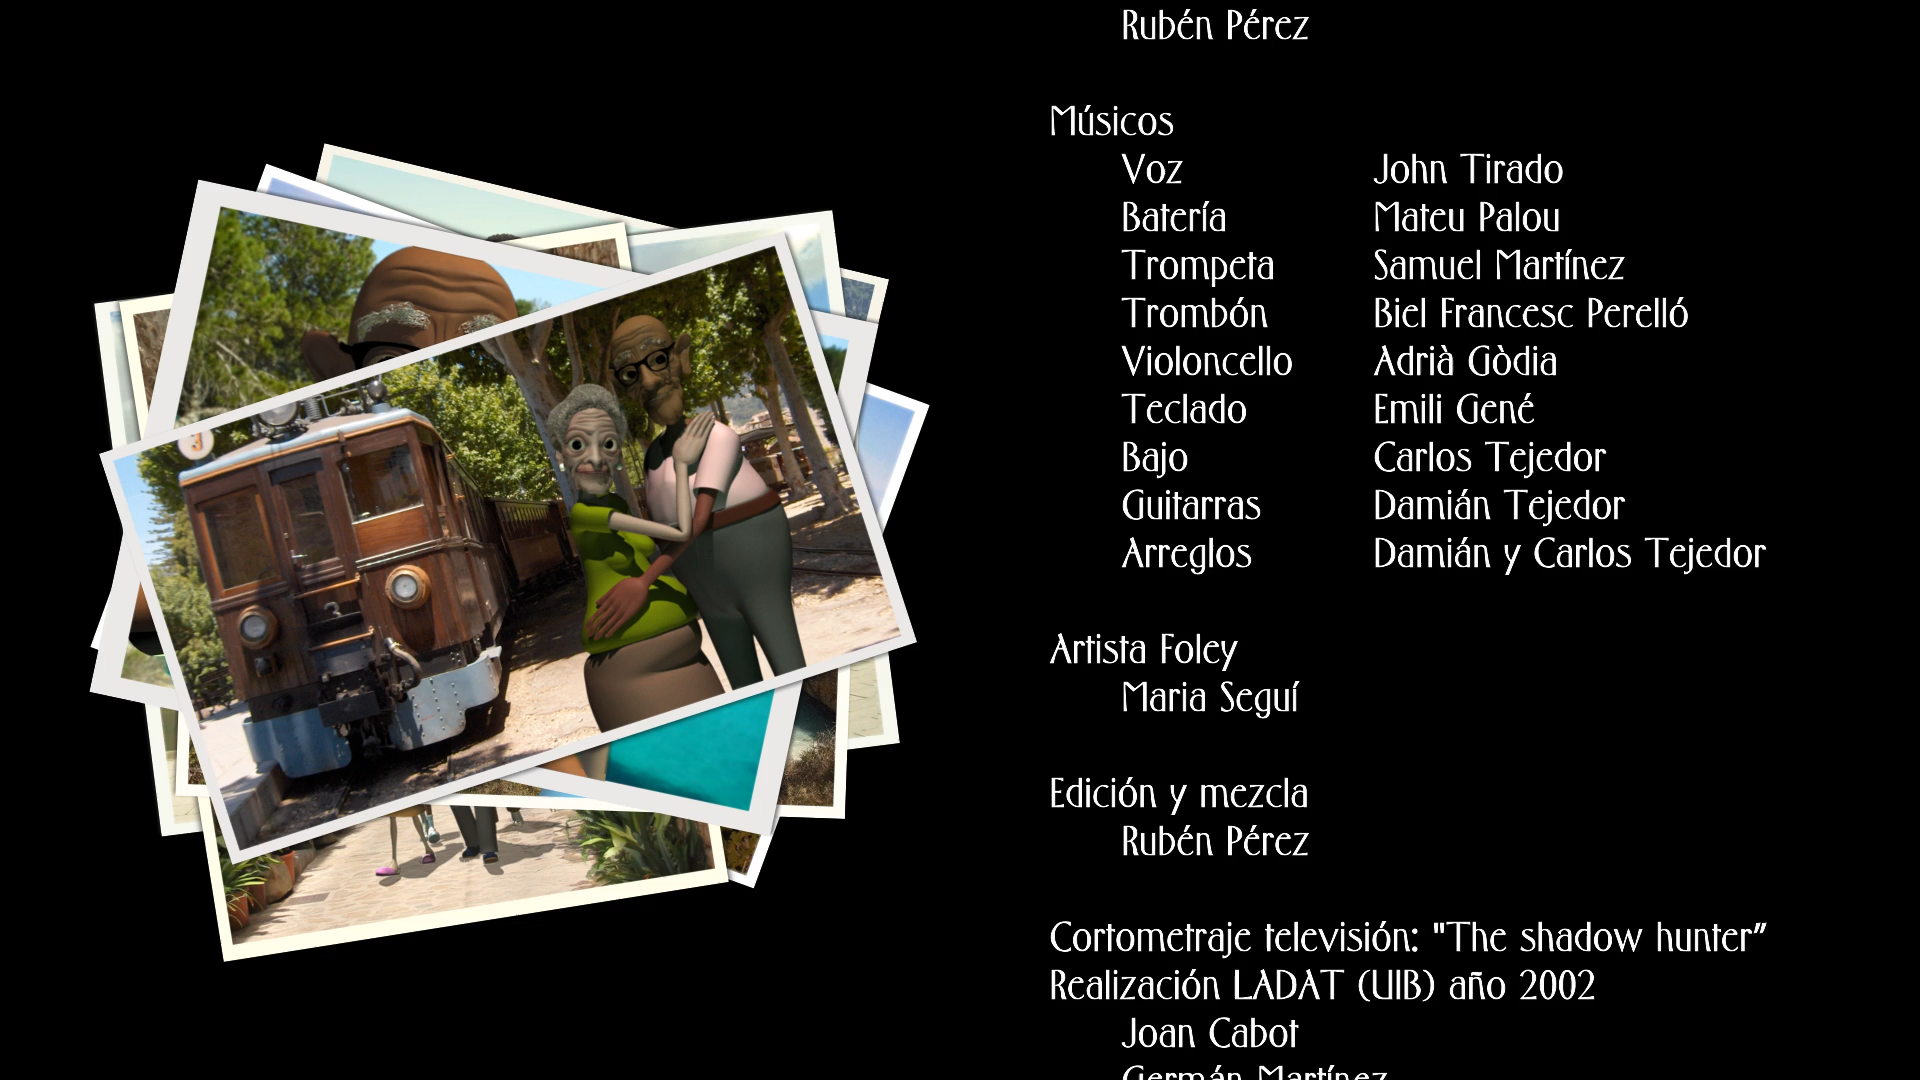 Rubén Pérez
Músicos
Voz John Tirado
Batería Mateu Palou
Trompeta Samuel Martínez
Trombón Biel Francesc Perelló
Violoncello Adrià Gòdia
Teclado Emili Gené
Bajo Carlos Tejedor
Guitarras Damián Tejedor
Arreglos Damián y Carlos Tejedor
Artista Foley
Maria Seguí
Edición y mezcla
Rubén Pérez
Cortometraje televisión: "The shadow hunter”
Realización LADAT (UIB) año 2002
Joan Cabot
Germán Martínez